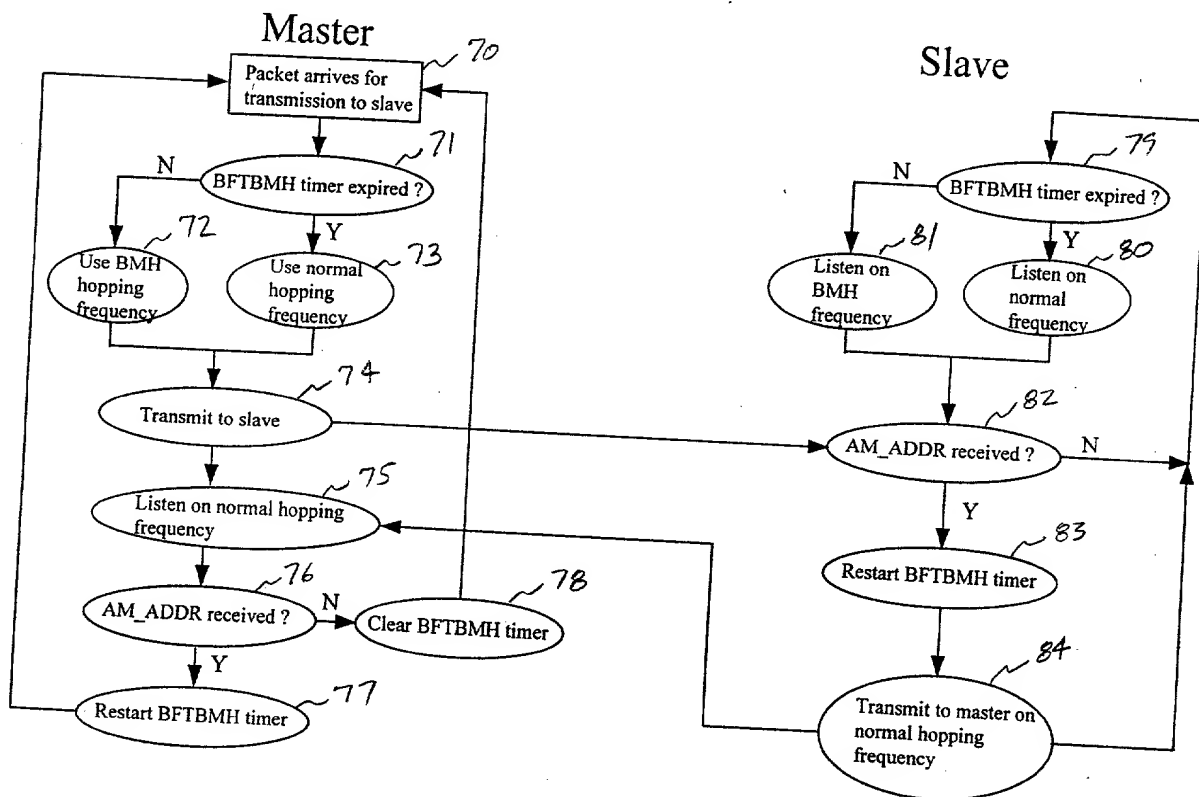 Master
70
Packet arrives for
transmission to slave
71
BFTBMH timer expired ?
N
Y
72
Use BMH
hopping
frequency
73
Use normal
hopping
frequency
74
Transmit to slave
75
Listen on normal hopping
frequency
76
AM_ADDR received ?
N
Y
78
Clear BFTBMH timer
77
Restart BFTBMH timer
Slave
79
BFTBMH timer expired ?
N
Y
81
Listen on
BMH
frequency
80
Listen on
normal
frequency
82
AM_ADDR received ?
N
Y
83
Restart BFTBMH timer
84
Transmit to master on
normal hopping
frequency